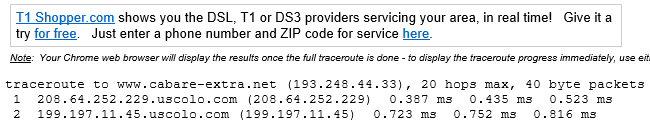 T1 Shopper.com shows you the DSL, T1 or DS3 providers servicing your area, in real time!   Give it a
try for free.   Just enter a phone number and ZIP code for service here.
Note:  Your Chrome web browser will display the results once the full traceroute is done - to display the traceroute progress immediately, use eit
traceroute to www.cabare-extra.net (193.248.44.33), 20 hops max, 40 byte packets
 1  208.64.252.229.uscolo.com (208.64.252.229)  0.387 ms  0.435 ms  0.523 ms
 2  199.197.11.45.uscolo.com (199.197.11.45)  0.723 ms  0.752 ms  0.816 ms